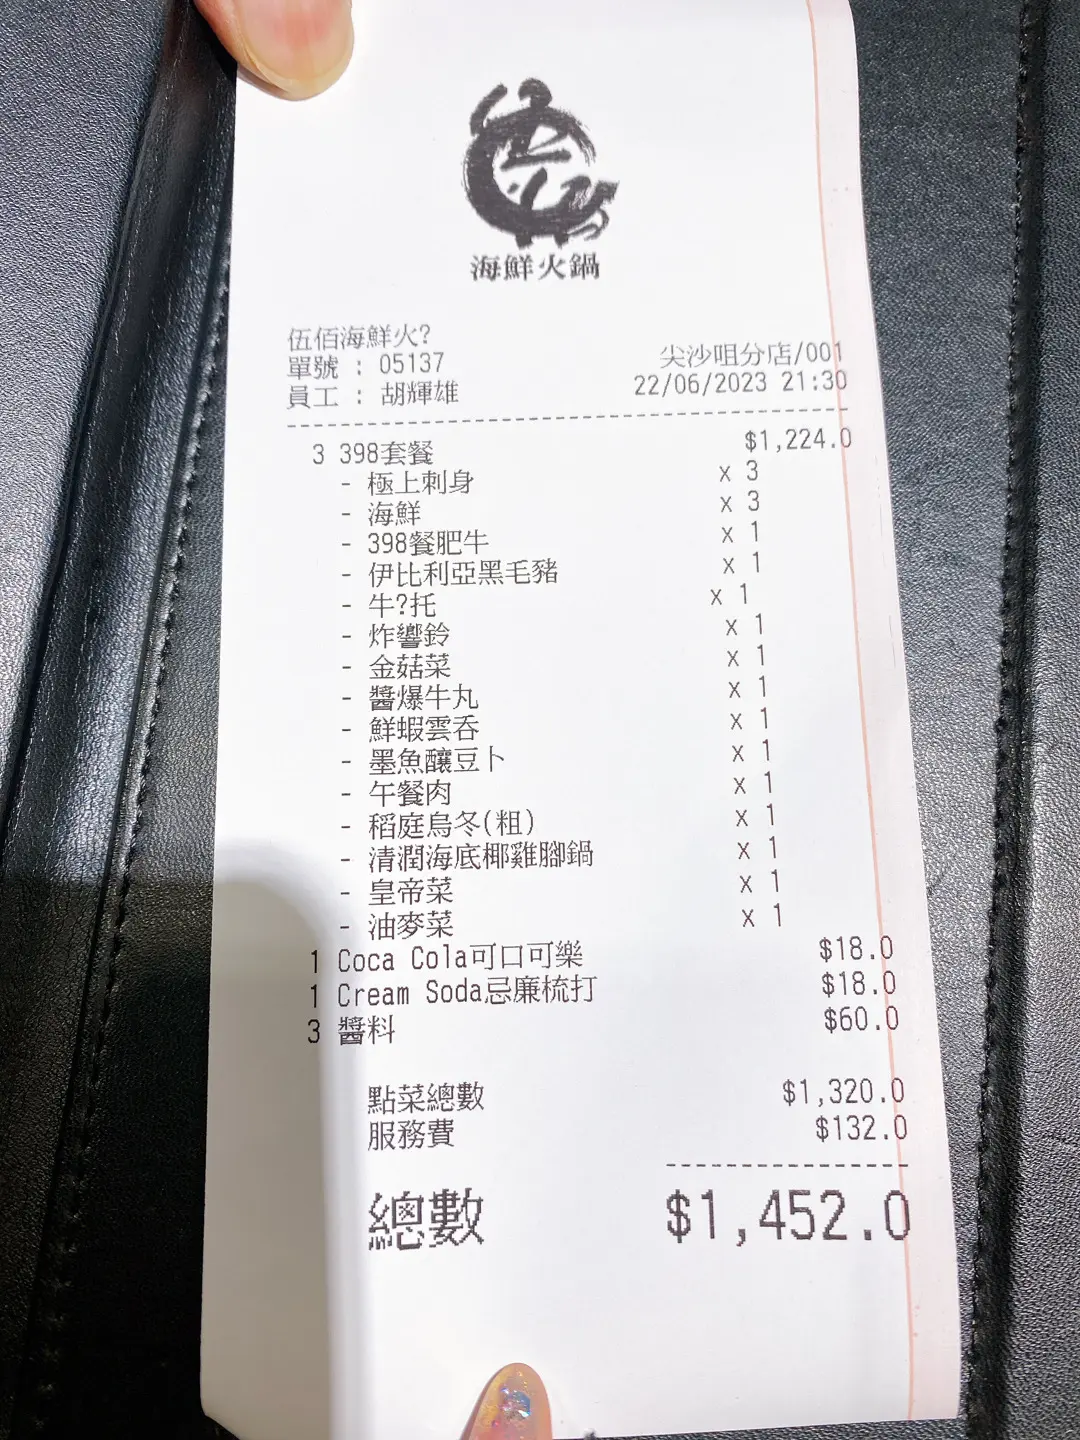 海鮮火鍋
伍佰海鮮火?
單號 : 05137 尖沙咀分店/001
員工 : 胡輝雄 22/06/2023 21:30
3 398套餐 $1,224.0
- 極上刺身 x 3
- 海鮮 x 3
- 398餐肥牛 x 1
- 伊比利亞黑毛豬 x 1
- 牛?托 x 1
- 炸響鈴 x 1
- 金菇菜 x 1
- 醬爆牛丸 x 1
- 鮮蝦雲吞 x 1
- 墨魚釀豆卜 x 1
- 午餐肉 x 1
- 稻庭烏冬(粗) x 1
- 清潤海底椰雞腳鍋 x 1
- 皇帝菜 x 1
- 油麥菜 x 1
1 Coca Cola可口可樂 $18.0
1 Cream Soda忌廉梳打 $18.0
3 醬料 $60.0
點菜總數 $1,320.0
服務費 $132.0
總數 $1,452.0